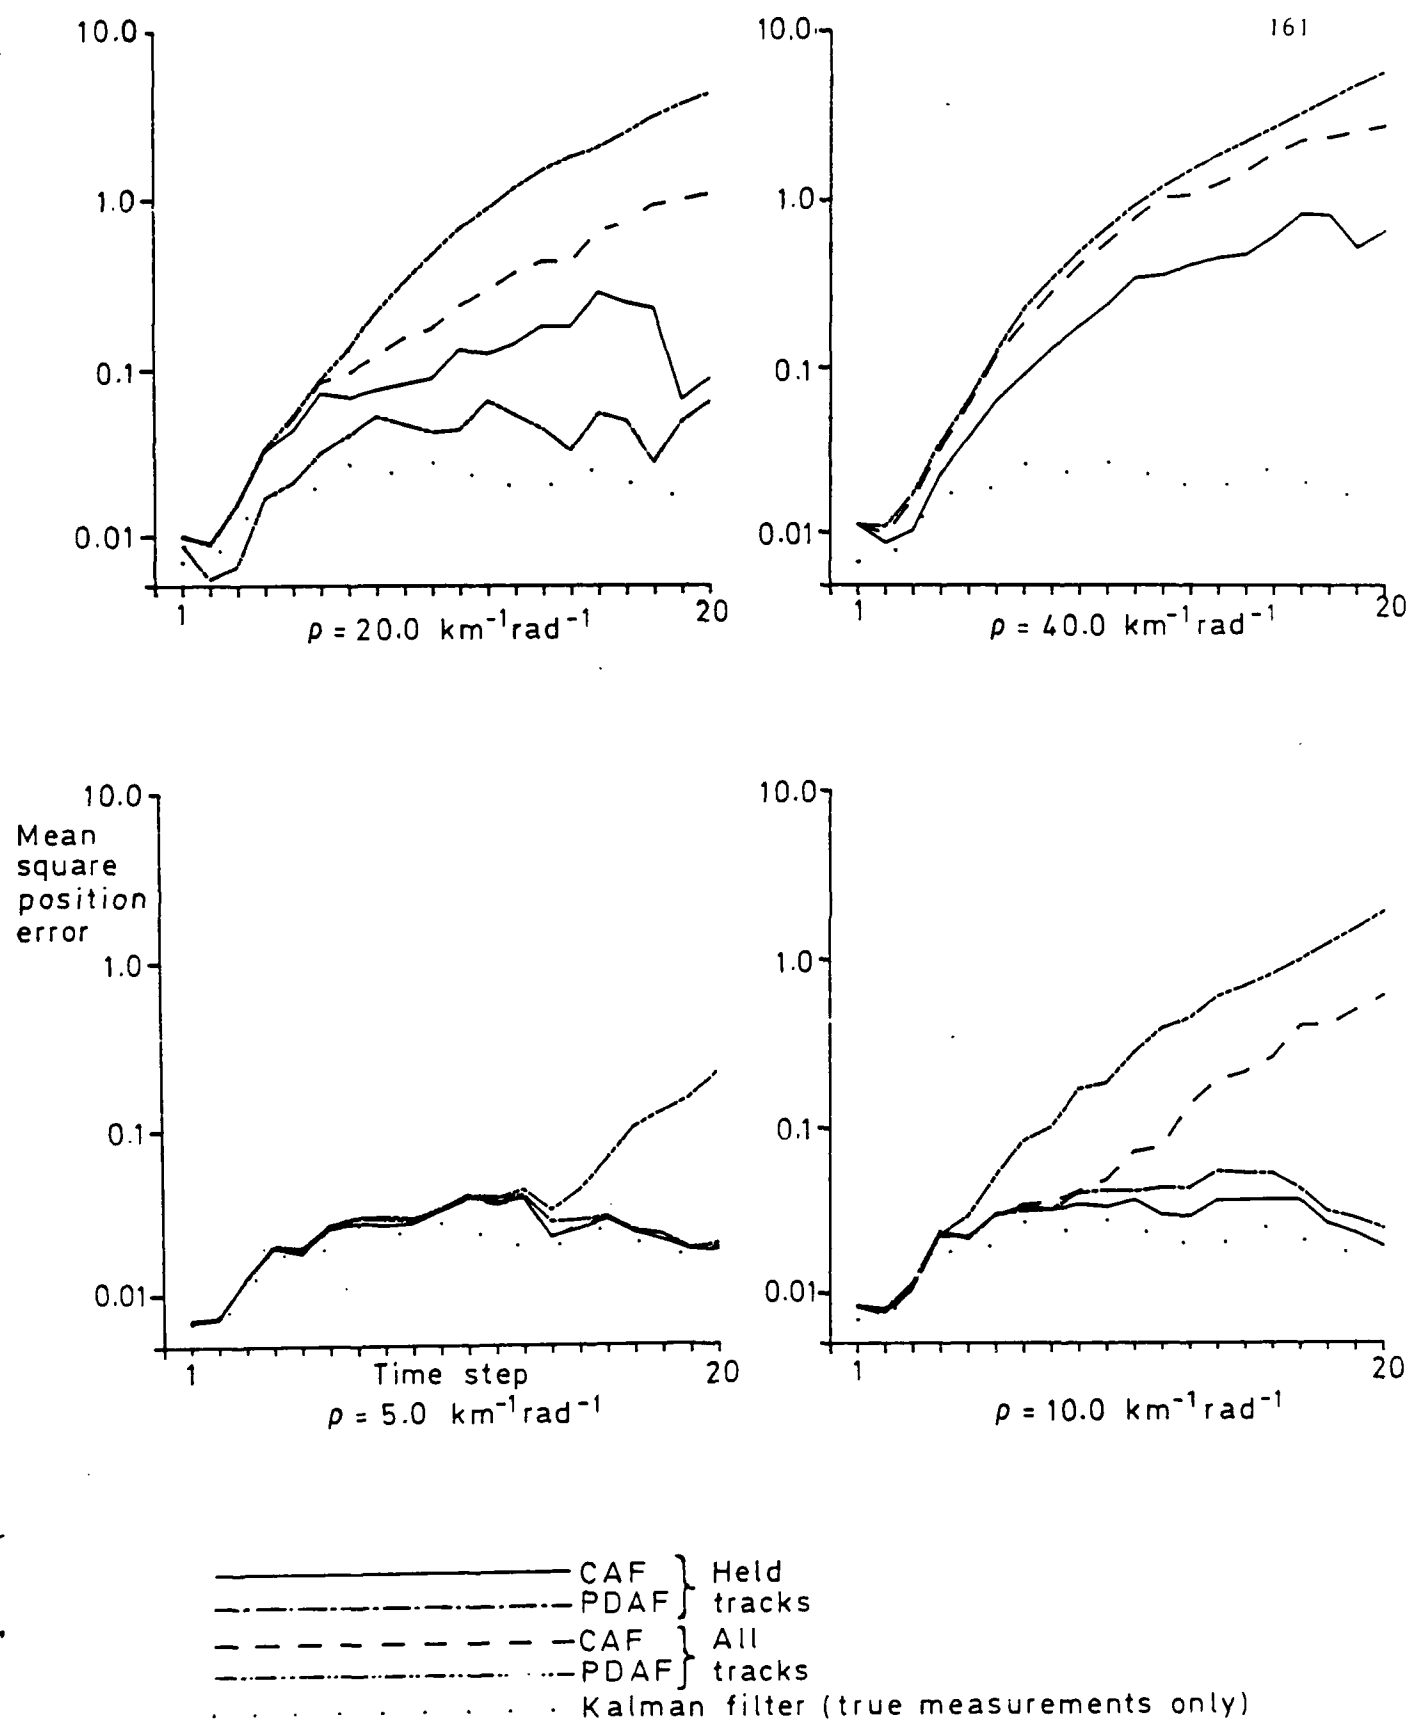 161
10.0
1.0
0.1
0.01
1
20
ρ = 20.0 km⁻¹rad⁻¹
10.0
1.0
0.1
0.01
1
20
ρ = 40.0 km⁻¹rad⁻¹
Mean
square
position
error
10.0
1.0
0.1
0.01
1
Time step
20
ρ = 5.0 km⁻¹rad⁻¹
10.0
1.0
0.1
0.01
1
20
ρ = 10.0 km⁻¹rad⁻¹
CAF } Held
PDAF } tracks
CAF } All
PDAF } tracks
Kalman filter (true measurements only)